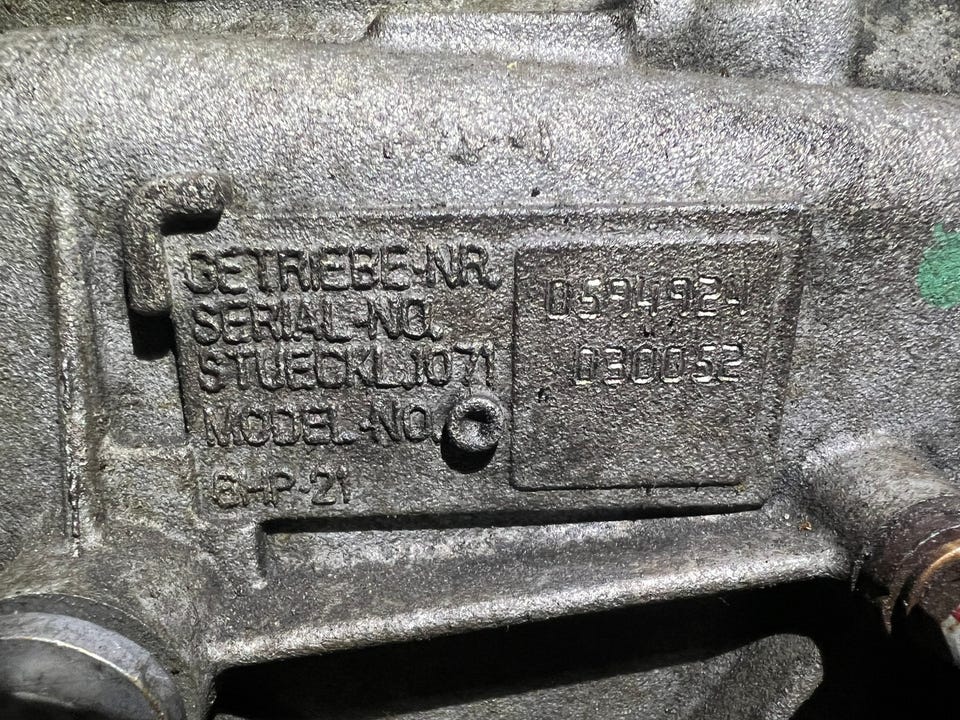 GETRIEBE-NR. 0594924
SERIAL-NO.
STUECKL.1071 030052
MODEL-NO.
6HP-21